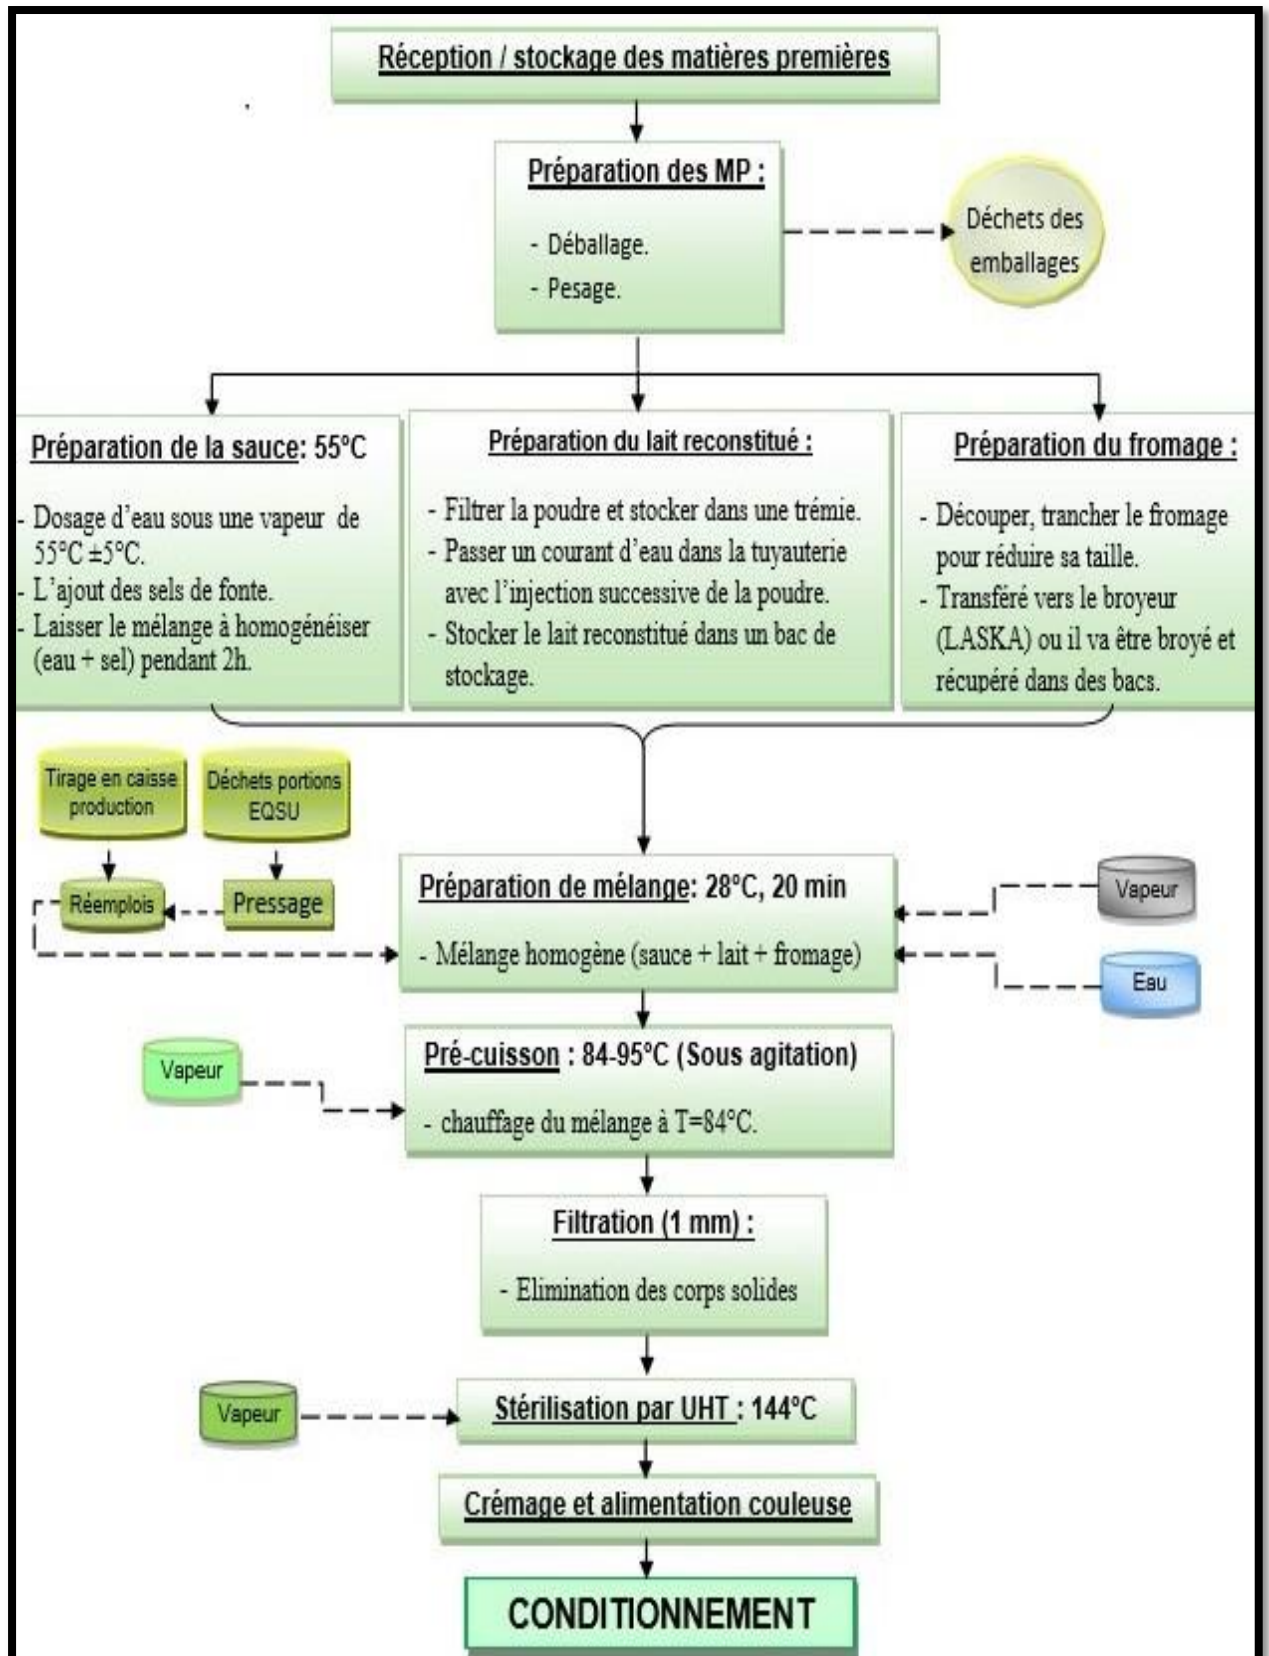 Réception / stockage des matières premières
Préparation des MP :
- Déballage.
- Pesage.
Déchets des
emballages
Préparation de la sauce: 55°C
- Dosage d’eau sous une vapeur de
55°C ±5°C.
- L’ajout des sels de fonte.
- Laisser le mélange à homogénéiser
(eau + sel) pendant 2h.
Préparation du lait reconstitué :
- Filtrer la poudre et stocker dans une trémie.
- Passer un courant d’eau dans la tuyauterie
avec l’injection successive de la poudre.
- Stocker le lait reconstitué dans un bac de
stockage.
Préparation du fromage :
- Découper, trancher le fromage
pour réduire sa taille.
- Transféré vers le broyeur
(LASKA) ou il va être broyé et
récupéré dans des bacs.
Tirage en caisse
production
Déchets portions
EQSU
Réemplois
Pressage
Préparation de mélange: 28°C, 20 min
- Mélange homogène (sauce + lait + fromage)
Vapeur
Eau
Pré-cuisson : 84-95°C (Sous agitation)
- chauffage du mélange à T=84°C.
Vapeur
Filtration (1 mm) :
- Elimination des corps solides
Vapeur
Stérilisation par UHT : 144°C
Crémage et alimentation couleuse
CONDITIONNEMENT